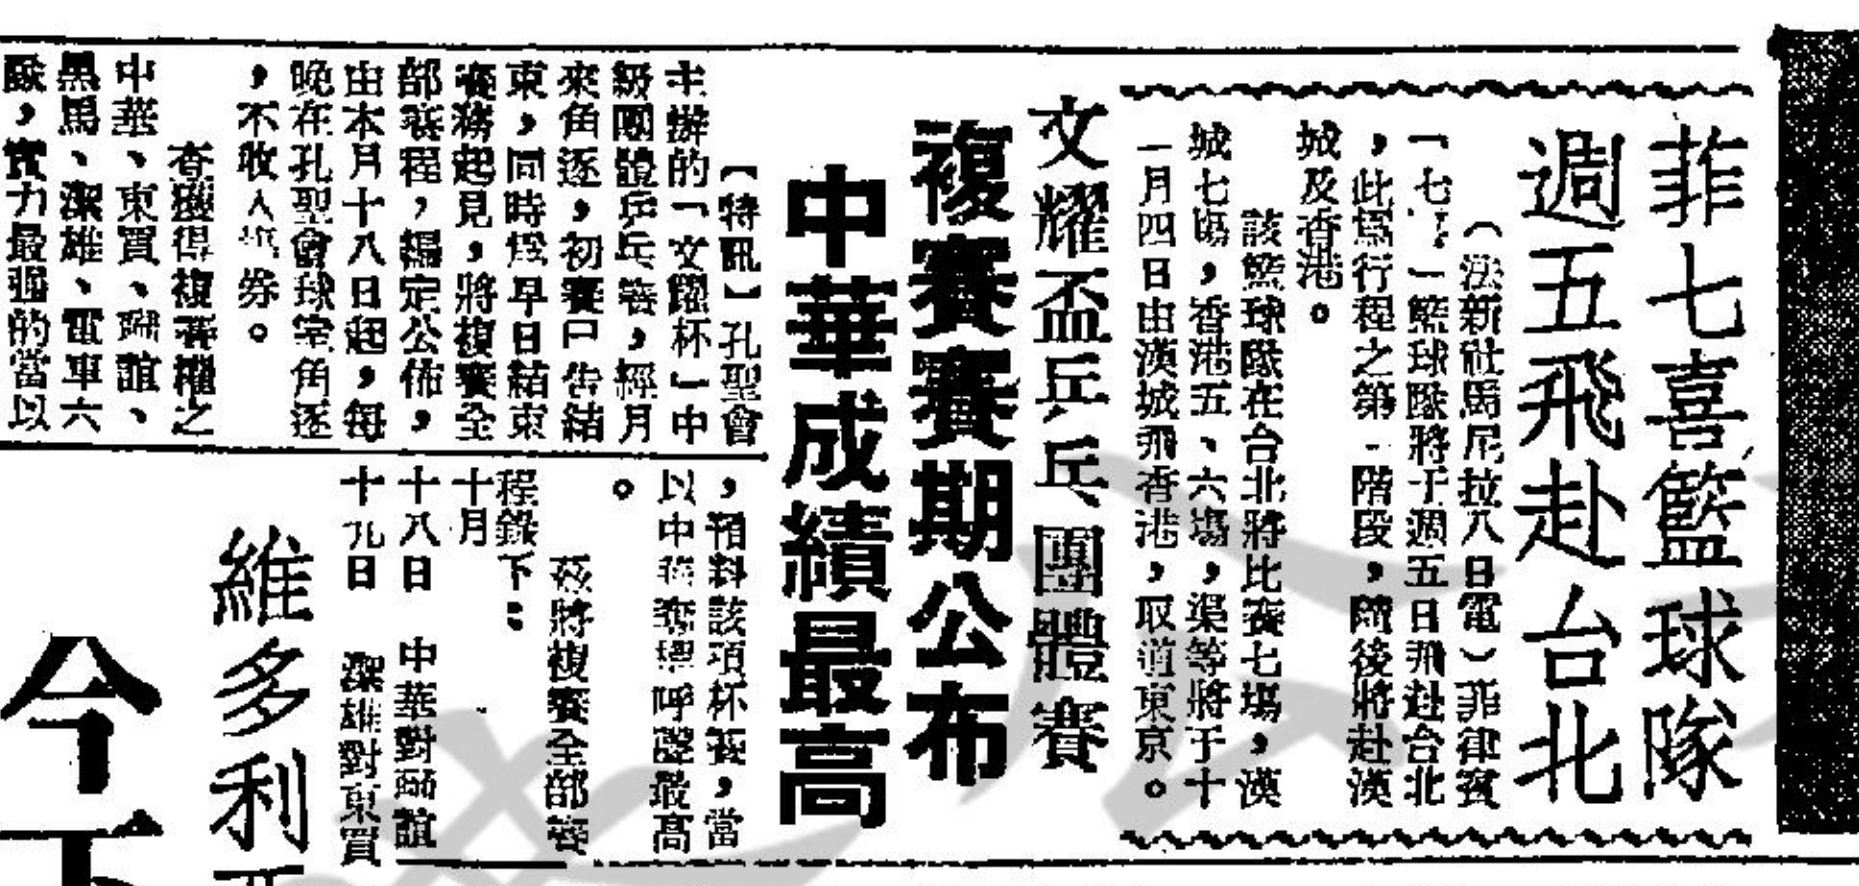 菲七喜籃球隊
週五飛赴台北
（法新社馬尼拉八日電）菲律賓
「七喜」籃球隊將于週五日飛赴台北
，此爲行程之第一階段，隨後將赴漢
城及香港。
該籃球隊在台北將比賽七場，漢
城七場，香港五、六場，渠等將于十
一月四日由漢城飛香港，取道東京。
文耀盃乒乓團體賽
複賽賽期公布
中華成績最高
（特訊）孔聖會
主辦的「文耀杯」中
級團體乒乓賽，經月
來角逐，初賽已告結
東，同時爲早日結束
賽務起見，將複賽全
部賽程，編定公佈，
由本月十八日起，每
晚在孔聖會球室角逐
，不收入場券。
查獲得複賽權之
中華、東買、聯誼、
黑馬、潔雄、電車六
隊，實力最强的當以
，預料該項杯賽，當
以中華奪標呼聲最高
。
茲將複賽全部賽
程錄下：
十月
十八日　中華對聯誼
十九日　潔雄對東買
維多利
今下